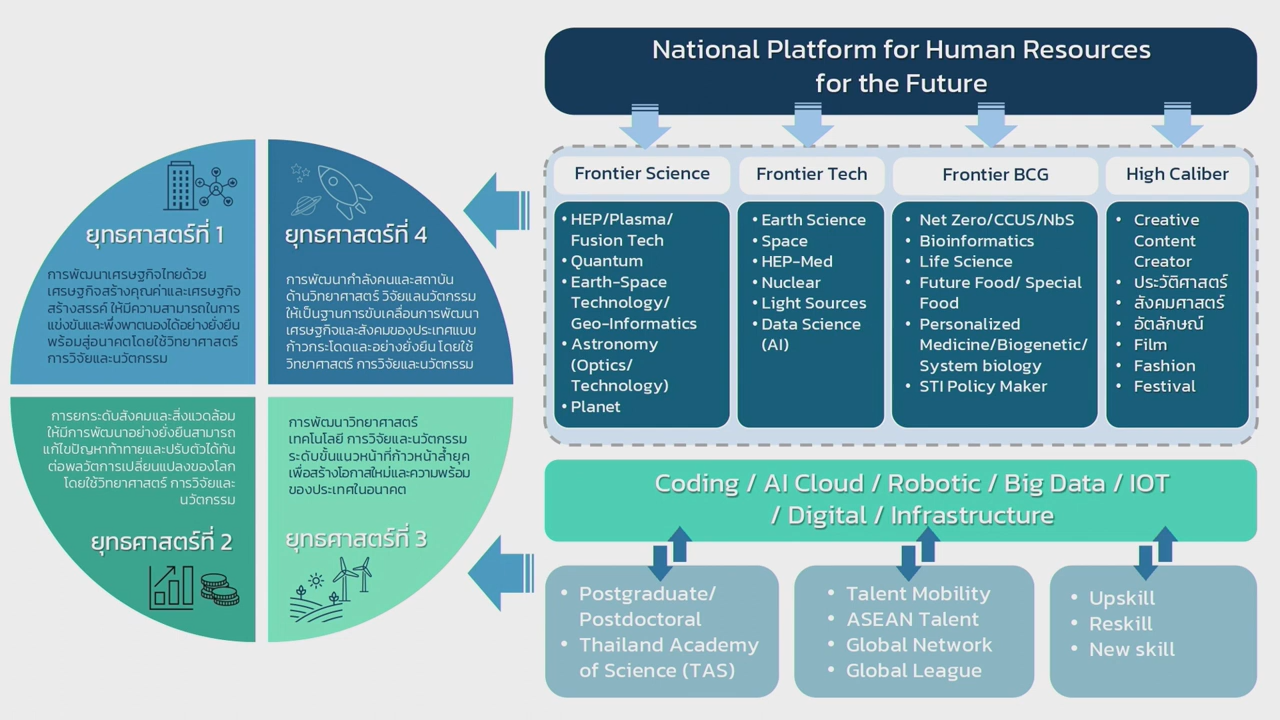 National Platform for Human Resources
for the Future
ยุทธศาสตร์ที่ 1
การพัฒนาเศรษฐกิจไทยด้วย
เศรษฐกิจสร้างคุณค่าและเศรษฐกิจ
สร้างสรรค์ ให้มีความสามารถในการ
แข่งขันและพึ่งพาตนเองได้อย่างยั่งยืน
พร้อมสู่อนาคตโดยใช้วิทยาศาสตร์
การวิจัยและนวัตกรรม
ยุทธศาสตร์ที่ 4
การพัฒนากำลังคนและสถาบัน
ด้านวิทยาศาสตร์ วิจัยและนวัตกรรม
ให้เป็นฐานการขับเคลื่อนการพัฒนา
เศรษฐกิจและสังคมของประเทศแบบ
ก้าวกระโดดและอย่างยั่งยืน โดยใช้
วิทยาศาสตร์ การวิจัยและนวัตกรรม
การยกระดับสังคมและสิ่งแวดล้อม
ให้มีการพัฒนาอย่างยั่งยืนสามารถ
แก้ไขปัญหาท้าทายและปรับตัวได้ทัน
ต่อพลวัตการเปลี่ยนแปลงของโลก
โดยใช้วิทยาศาสตร์ การวิจัยและ
นวัตกรรม
ยุทธศาสตร์ที่ 2
การพัฒนาวิทยาศาสตร์
เทคโนโลยี การวิจัยและนวัตกรรม
ระดับขั้นแนวหน้าที่ก้าวหน้าล้ำยุค
เพื่อสร้างโอกาสใหม่และความพร้อม
ของประเทศในอนาคต
ยุทธศาสตร์ที่ 3
Frontier Science
• HEP/Plasma/
Fusion Tech
• Quantum
• Earth-Space
Technology/
Geo-Informatics
• Astronomy
(Optics/
Technology)
• Planet
Frontier Tech
• Earth Science
• Space
• HEP-Med
• Nuclear
• Light Sources
• Data Science
(AI)
Frontier BCG
• Net Zero/CCUS/NbS
• Bioinformatics
• Life Science
• Future Food/ Special
Food
• Personalized
Medicine/Biogenetic/
System biology
• STI Policy Maker
High Caliber
• Creative
Content
Creator
• ประวัติศาสตร์
• สังคมศาสตร์
• อัตลักษณ์
• Film
• Fashion
• Festival
Coding / AI Cloud / Robotic / Big Data / IOT
/ Digital / Infrastructure
• Postgraduate/
Postdoctoral
• Thailand Academy
of Science (TAS)
• Talent Mobility
• ASEAN Talent
• Global Network
• Global League
• Upskill
• Reskill
• New skill